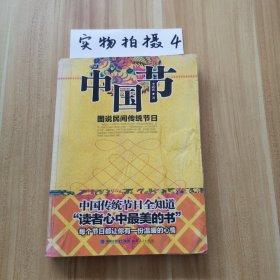 实物拍摄4
中国节
图说民间传统节日
中国传统节日全知道
“读者心中最美的书”
每个节日都让你有一份温暖的心情